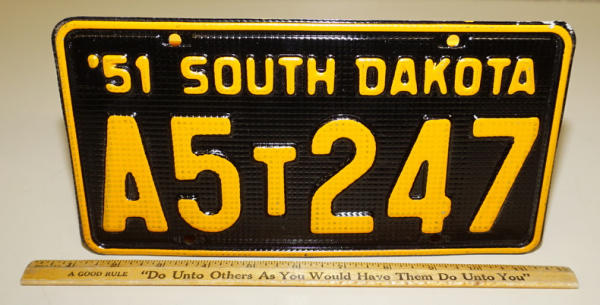 '51 SOUTH DAKOTA
A5T247
A GOOD RULE "Do Unto Others As You Would Have Them Do Unto You"